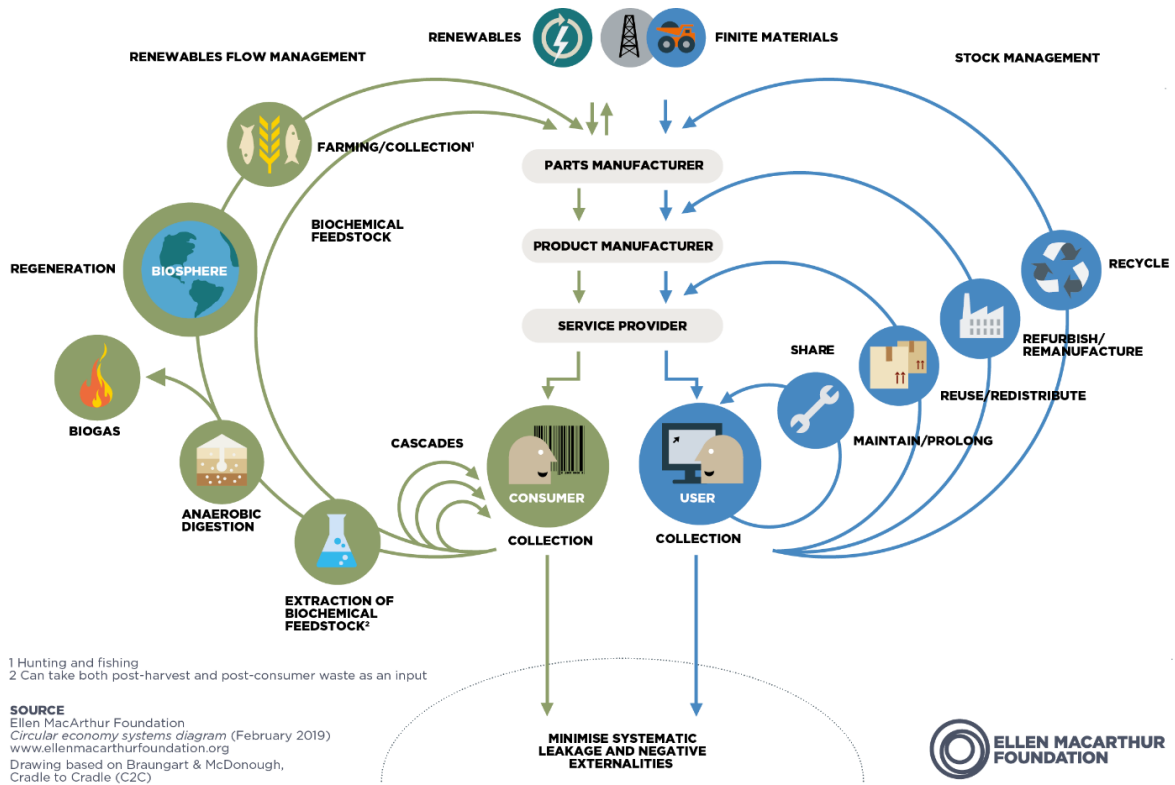 RENEWABLES
FINITE MATERIALS
RENEWABLES FLOW MANAGEMENT
STOCK MANAGEMENT
FARMING/COLLECTION¹
PARTS MANUFACTURER
BIOCHEMICAL
FEEDSTOCK
PRODUCT MANUFACTURER
REGENERATION
BIOSPHERE
RECYCLE
SERVICE PROVIDER
SHARE
REFURBISH/
REMANUFACTURE
REUSE/REDISTRIBUTE
BIOGAS
CASCADES
MAINTAIN/PROLONG
CONSUMER
USER
ANAEROBIC
DIGESTION
COLLECTION
COLLECTION
EXTRACTION OF
BIOCHEMICAL
FEEDSTOCK²
1 Hunting and fishing
2 Can take both post-harvest and post-consumer waste as an input
SOURCE
Ellen MacArthur Foundation
Circular economy systems diagram (February 2019)
www.ellenmacarthurfoundation.org
Drawing based on Braungart & McDonough,
Cradle to Cradle (C2C)
MINIMISE SYSTEMATIC
LEAKAGE AND NEGATIVE
EXTERNALITIES
ELLEN MACARTHUR
FOUNDATION